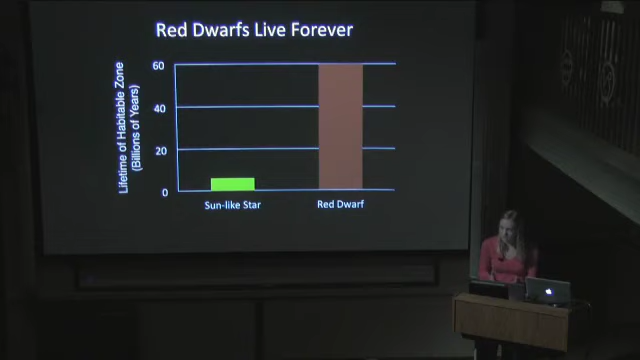 Red Dwarfs Live Forever
Lifetime of Habitable Zone
(Billions of Years)
60
40
20
0
Sun-like Star
Red Dwarf